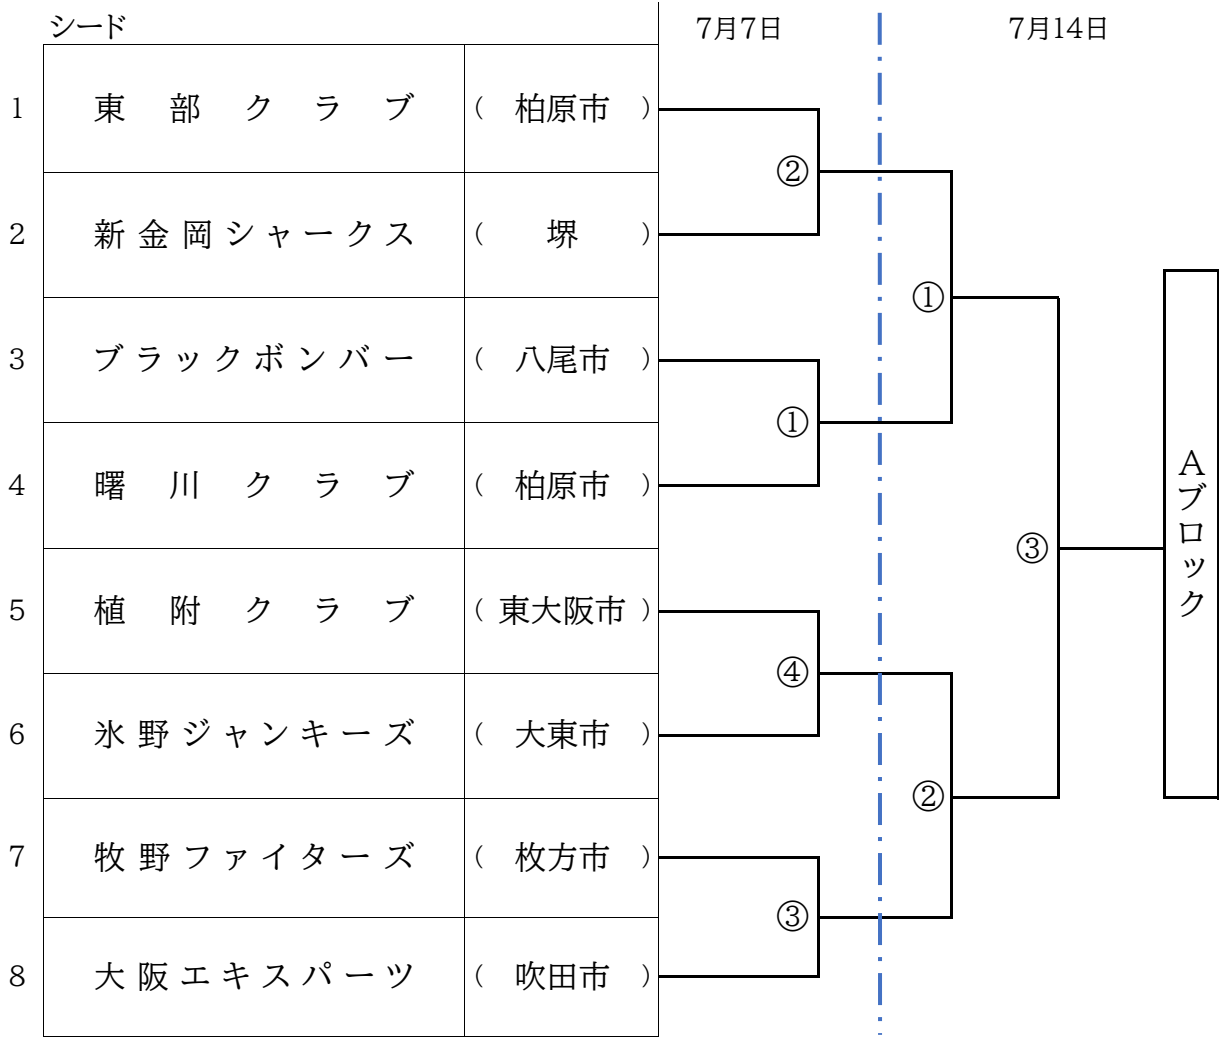 シード 7月7日 7月14日
1 東部クラブ ( 柏原市 )
②
2 新金岡シャークス ( 堺 )
①
3 ブラックボンバー ( 八尾市 )
①
4 曙川クラブ ( 柏原市 )
Aブロック
③
5 植附クラブ ( 東大阪市 )
④
6 氷野ジャンキーズ ( 大東市 )
②
7 牧野ファイターズ ( 枚方市 )
③
8 大阪エキスパーツ ( 吹田市 )